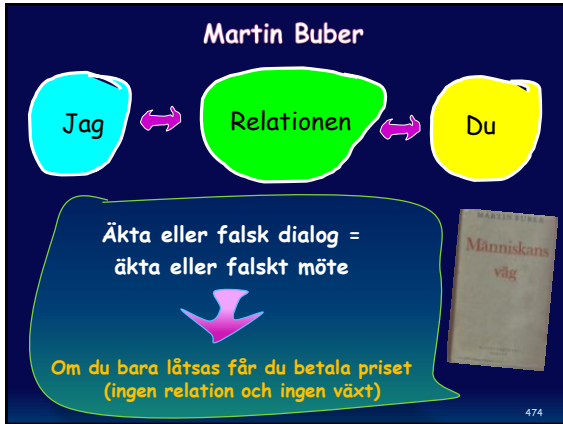 Martin Buber
Jag
Relationen
Du
Äkta eller falsk dialog =
äkta eller falskt möte
MARTIN BUBER
Människans
väg
Om du bara låtsas får du betala priset
(ingen relation och ingen växt)
474